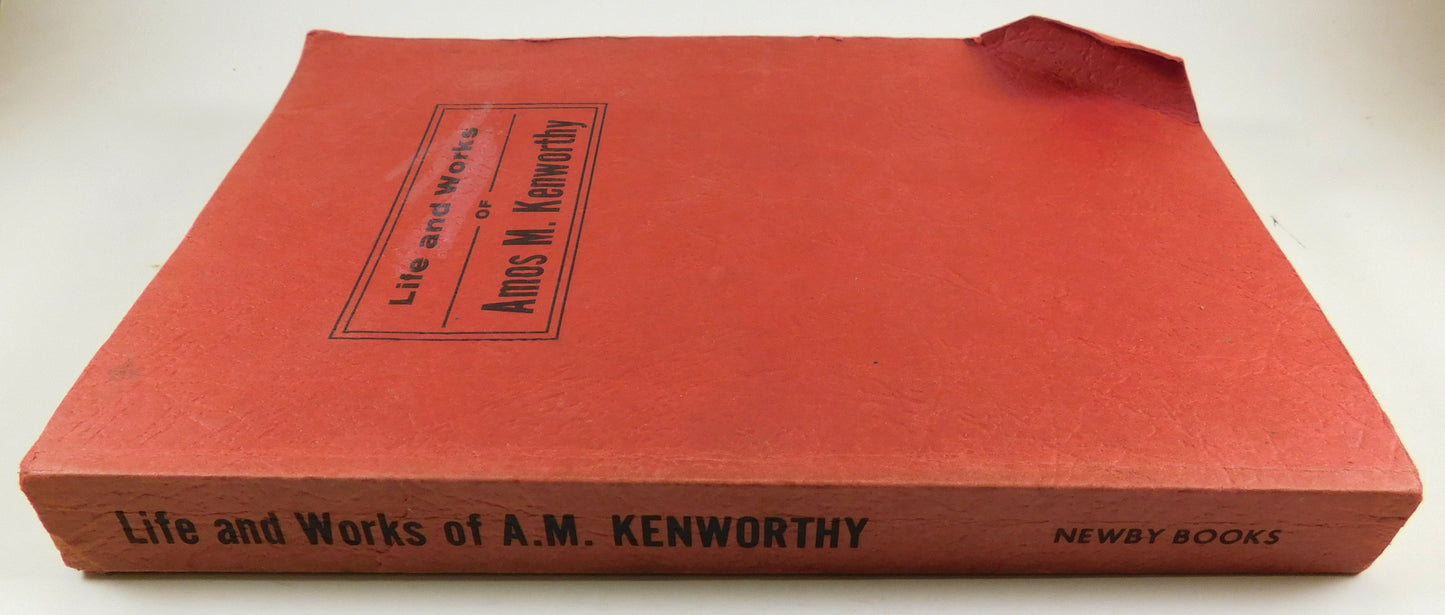 Life and Works
OF
Amos M. Kenworthy
Life and Works of A.M. KENWORTHY
NEWBY BOOKS